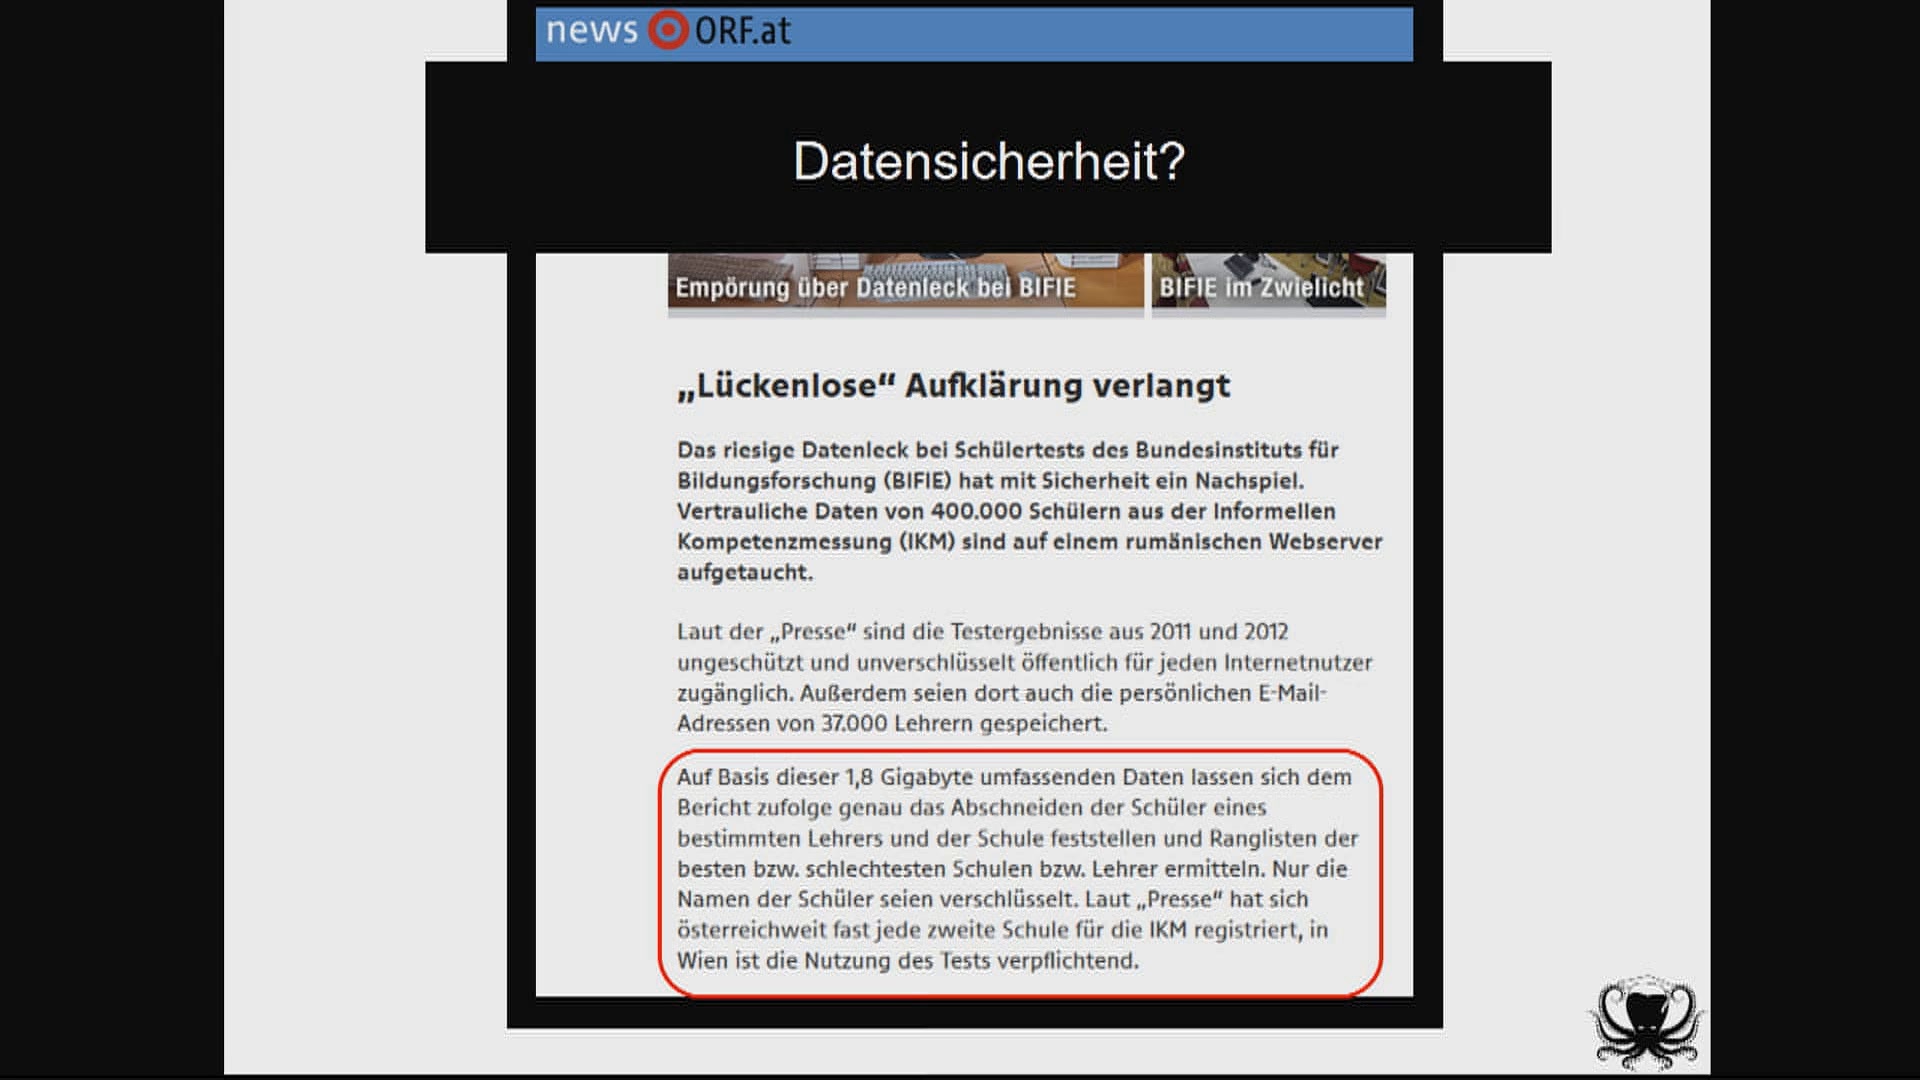 news ORF.at
Datensicherheit?
Empörung über Datenleck bei BIFIE
BIFIE im Zwielicht
„Lückenlose“ Aufklärung verlangt
Das riesige Datenleck bei Schülertests des Bundesinstituts für
Bildungsforschung (BIFIE) hat mit Sicherheit ein Nachspiel.
Vertrauliche Daten von 400.000 Schülern aus der Informellen
Kompetenzmessung (IKM) sind auf einem rumänischen Webserver
aufgetaucht.
Laut der „Presse“ sind die Testergebnisse aus 2011 und 2012
ungeschützt und unverschlüsselt öffentlich für jeden Internetnutzer
zugänglich. Außerdem seien dort auch die persönlichen E-Mail-
Adressen von 37.000 Lehrern gespeichert.
Auf Basis dieser 1,8 Gigabyte umfassenden Daten lassen sich dem
Bericht zufolge genau das Abschneiden der Schüler eines
bestimmten Lehrers und der Schule feststellen und Ranglisten der
besten bzw. schlechtesten Schulen bzw. Lehrer ermitteln. Nur die
Namen der Schüler seien verschlüsselt. Laut „Presse“ hat sich
österreichweit fast jede zweite Schule für die IKM registriert, in
Wien ist die Nutzung des Tests verpflichtend.